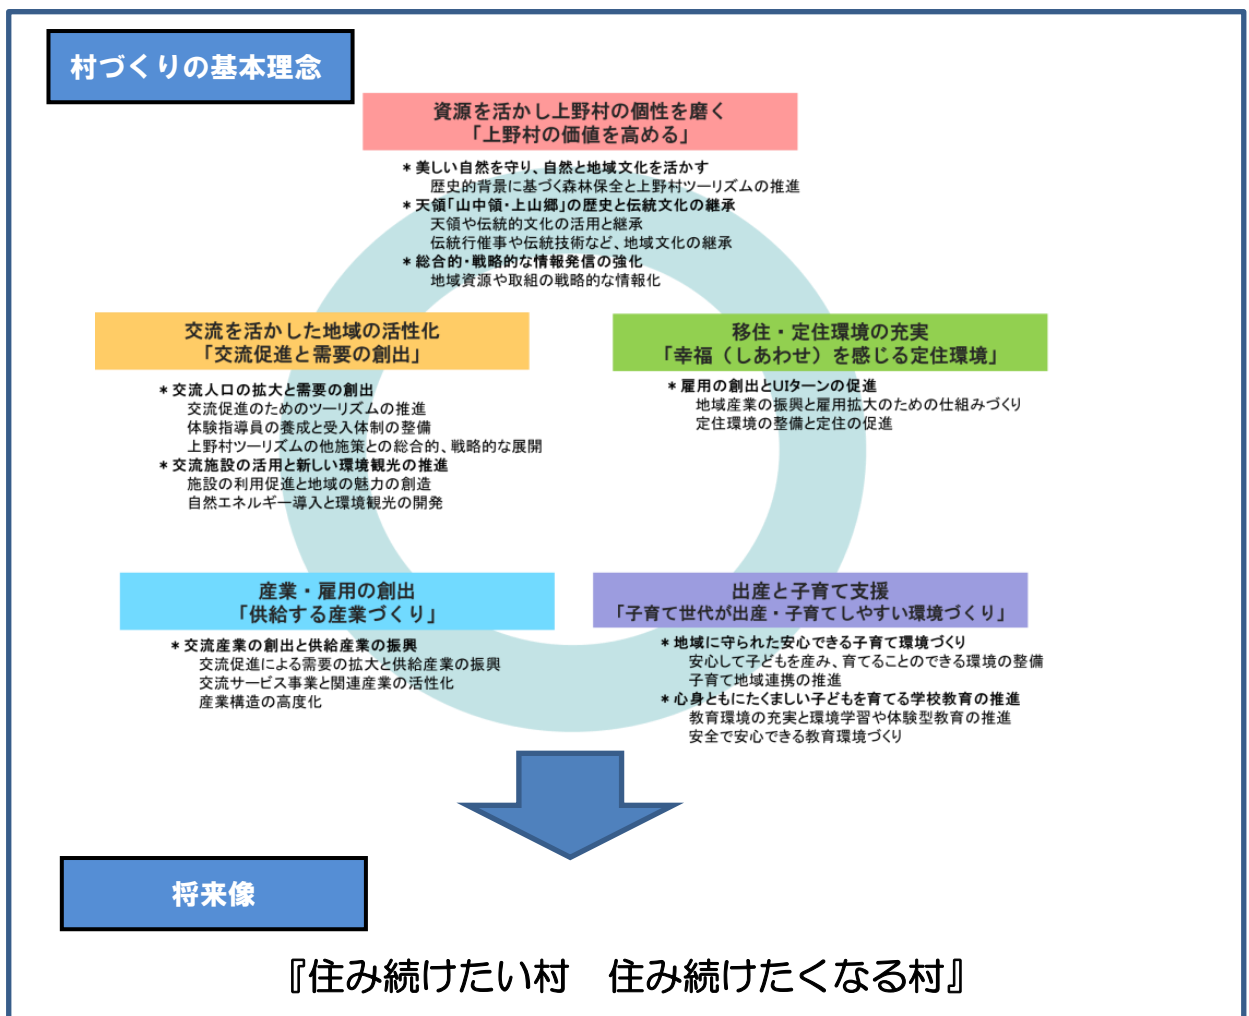 村づくりの基本理念
資源を活かし上野村の個性を磨く
「上野村の価値を高める」
＊美しい自然を守り、自然と地域文化を活かす
歴史的背景に基づく森林保全と上野村ツーリズムの推進
＊天領「山中領・上山郷」の歴史と伝統文化の継承
天領や伝統的文化の活用と継承
伝統行催事や伝統技術など、地域文化の継承
＊総合的・戦略的な情報発信の強化
地域資源や取組の戦略的な情報化
交流を活かした地域の活性化
「交流促進と需要の創出」
＊交流人口の拡大と需要の創出
交流促進のためのツーリズムの推進
体験指導員の養成と受入体制の整備
上野村ツーリズムの他施策との総合的、戦略的な展開
＊交流施設の活用と新しい環境観光の推進
施設の利用促進と地域の魅力の創造
自然エネルギー導入と環境観光の開発
移住・定住環境の充実
「幸福（しあわせ）を感じる定住環境」
＊雇用の創出とUIターンの促進
地域産業の振興と雇用拡大のための仕組みづくり
定住環境の整備と定住の促進
産業・雇用の創出
「供給する産業づくり」
＊交流産業の創出と供給産業の振興
交流促進による需要の拡大と供給産業の振興
交流サービス事業と関連産業の活性化
産業構造の高度化
出産と子育て支援
「子育て世代が出産・子育てしやすい環境づくり」
＊地域に守られた安心できる子育て環境づくり
安心して子どもを産み、育てることのできる環境の整備
子育て地域連携の推進
＊心身ともにたくましい子どもを育てる学校教育の推進
教育環境の充実と環境学習や体験型教育の推進
安全で安心できる教育環境づくり
将来像
『住み続けたい村　住み続けたくなる村』